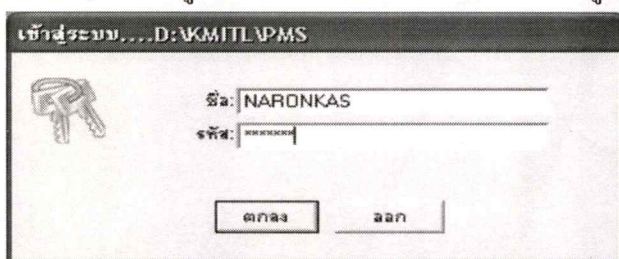 เข้าสู่ระบบ....D:\KMITL\PMS
ชื่อ: NARONKAS
รหัส: *******
ตกลง ออก